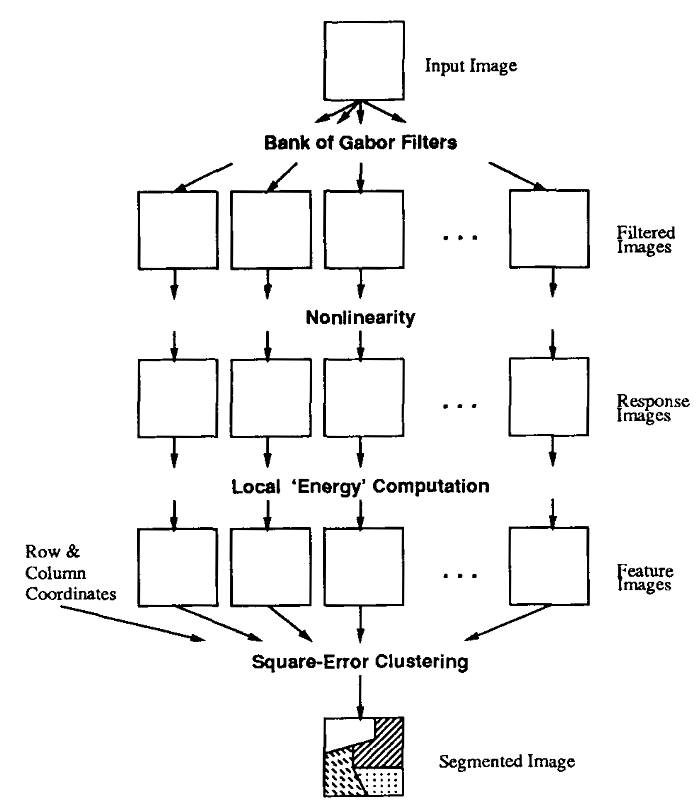 Input Image
Bank of Gabor Filters
. . .
Filtered
Images
Nonlinearity
. . .
Response
Images
Local 'Energy' Computation
Row &
Column
Coordinates
. . .
Feature
Images
Square-Error Clustering
Segmented Image